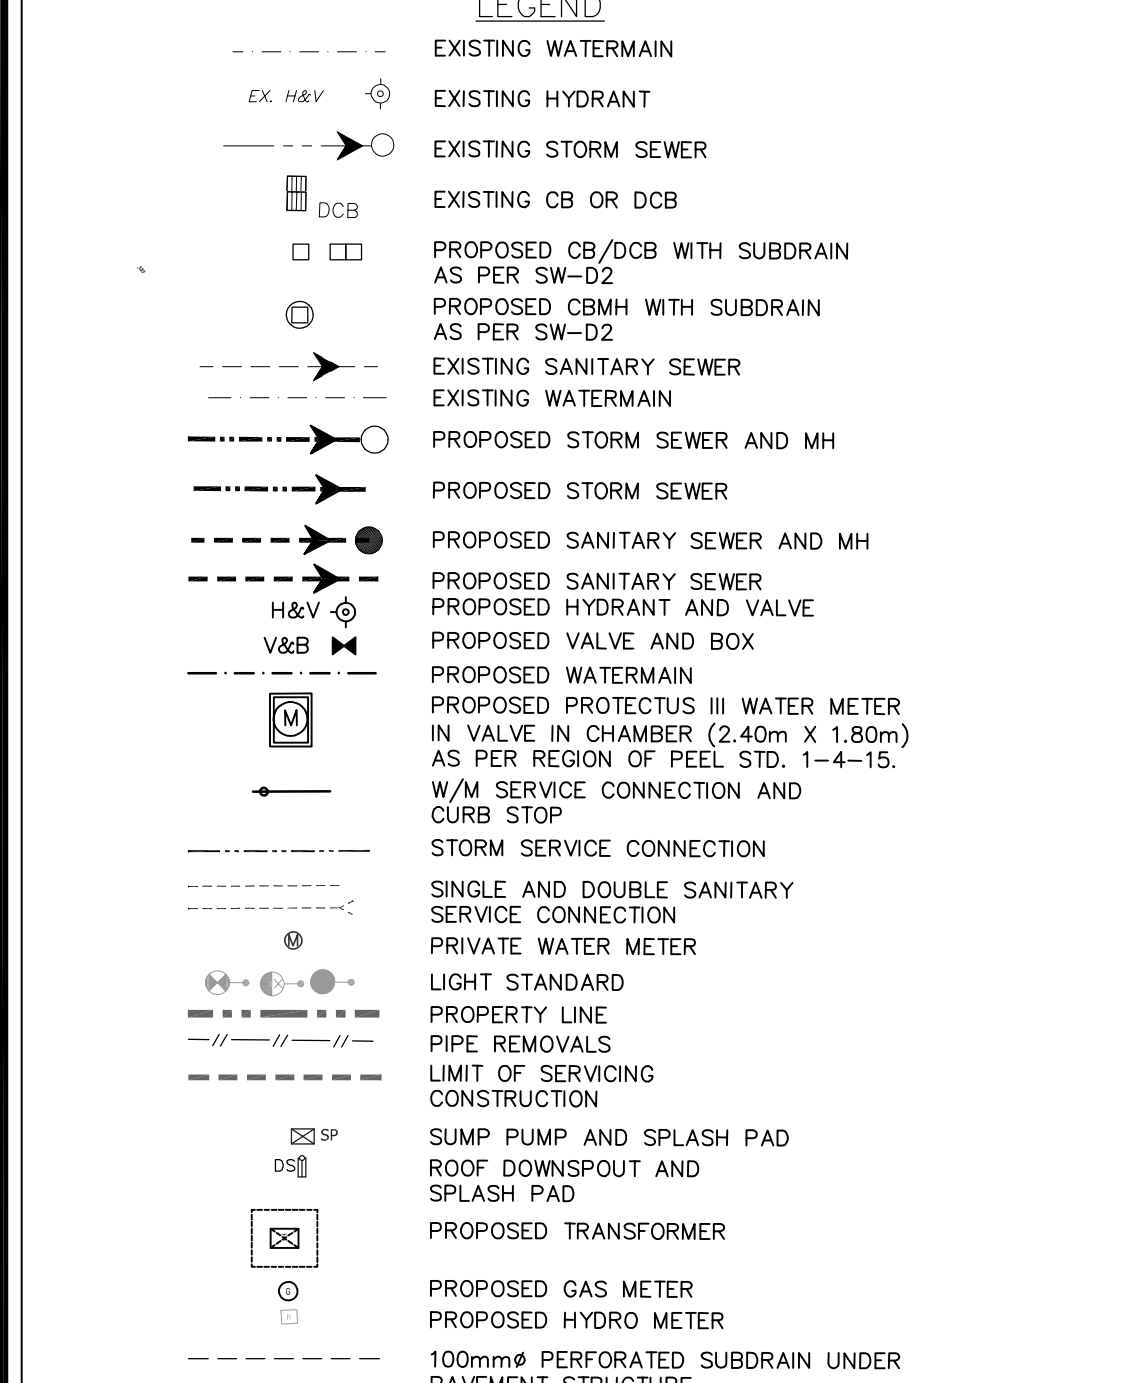 LEGEND
EXISTING WATERMAIN
EX. H&V EXISTING HYDRANT
EXISTING STORM SEWER
DCB EXISTING CB OR DCB
PROPOSED CB/DCB WITH SUBDRAIN
AS PER SW-D2
PROPOSED CBMH WITH SUBDRAIN
AS PER SW-D2
EXISTING SANITARY SEWER
EXISTING WATERMAIN
PROPOSED STORM SEWER AND MH
PROPOSED STORM SEWER
PROPOSED SANITARY SEWER AND MH
PROPOSED SANITARY SEWER
H&V PROPOSED HYDRANT AND VALVE
V&B PROPOSED VALVE AND BOX
PROPOSED WATERMAIN
M PROPOSED PROTECTUS III WATER METER
IN VALVE IN CHAMBER (2.40m X 1.80m)
AS PER REGION OF PEEL STD. 1-4-15.
W/M SERVICE CONNECTION AND
CURB STOP
STORM SERVICE CONNECTION
SINGLE AND DOUBLE SANITARY
SERVICE CONNECTION
M PRIVATE WATER METER
LIGHT STANDARD
PROPERTY LINE
PIPE REMOVALS
LIMIT OF SERVICING
CONSTRUCTION
SP SUMP PUMP AND SPLASH PAD
DS ROOF DOWNSPOUT AND
SPLASH PAD
PROPOSED TRANSFORMER
G PROPOSED GAS METER
H PROPOSED HYDRO METER
100mmø PERFORATED SUBDRAIN UNDER
PAVEMENT STRUCTURE